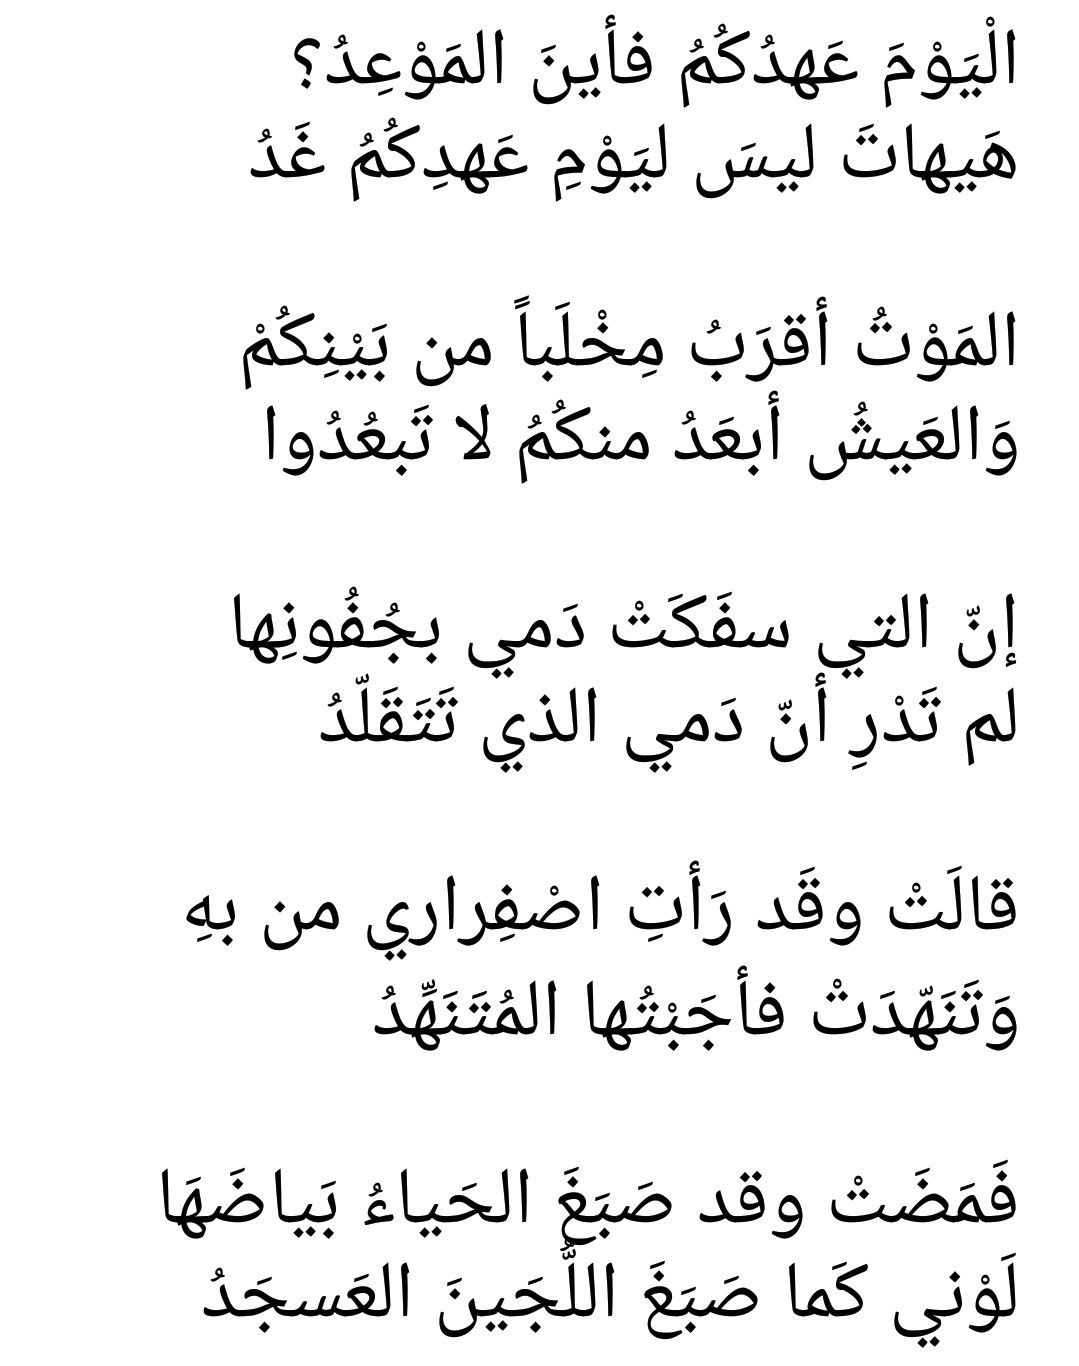 الْيَوْمَ عَهدُكُمُ فأينَ المَوْعِدُ؟
هَيهاتَ ليسَ ليَوْمِ عَهدِكُمُ غَدُ
المَوْتُ أقرَبُ مِخْلَباً من بَيْنِكُمْ
وَالعَيشُ أبعَدُ منكُمُ لا تَبعُدُوا
إنّ التي سفَكَتْ دَمي بجُفُونِها
لم تَدْرِ أنّ دَمي الذي تَتَقَلّدُ
قالَتْ وقَد رَأتِ اصْفِراري من بهِ
وَتَنَهّدَتْ فأجَبْتُها المُتَنَهِّدُ
فَمَضَتْ وقد صَبَغَ الحَياءُ بَياضَهَا
لَوْني كَما صَبَغَ اللُّجَينَ العَسجَدُ